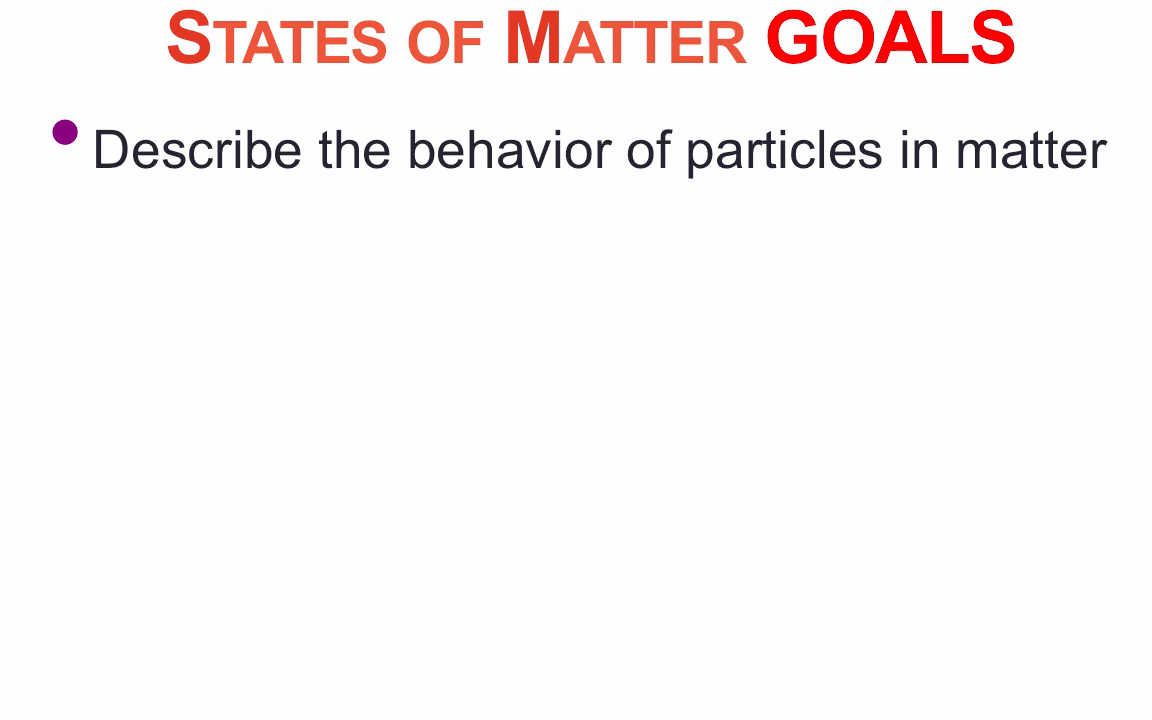 STATES OF MATTER GOALS
• Describe the behavior of particles in matter